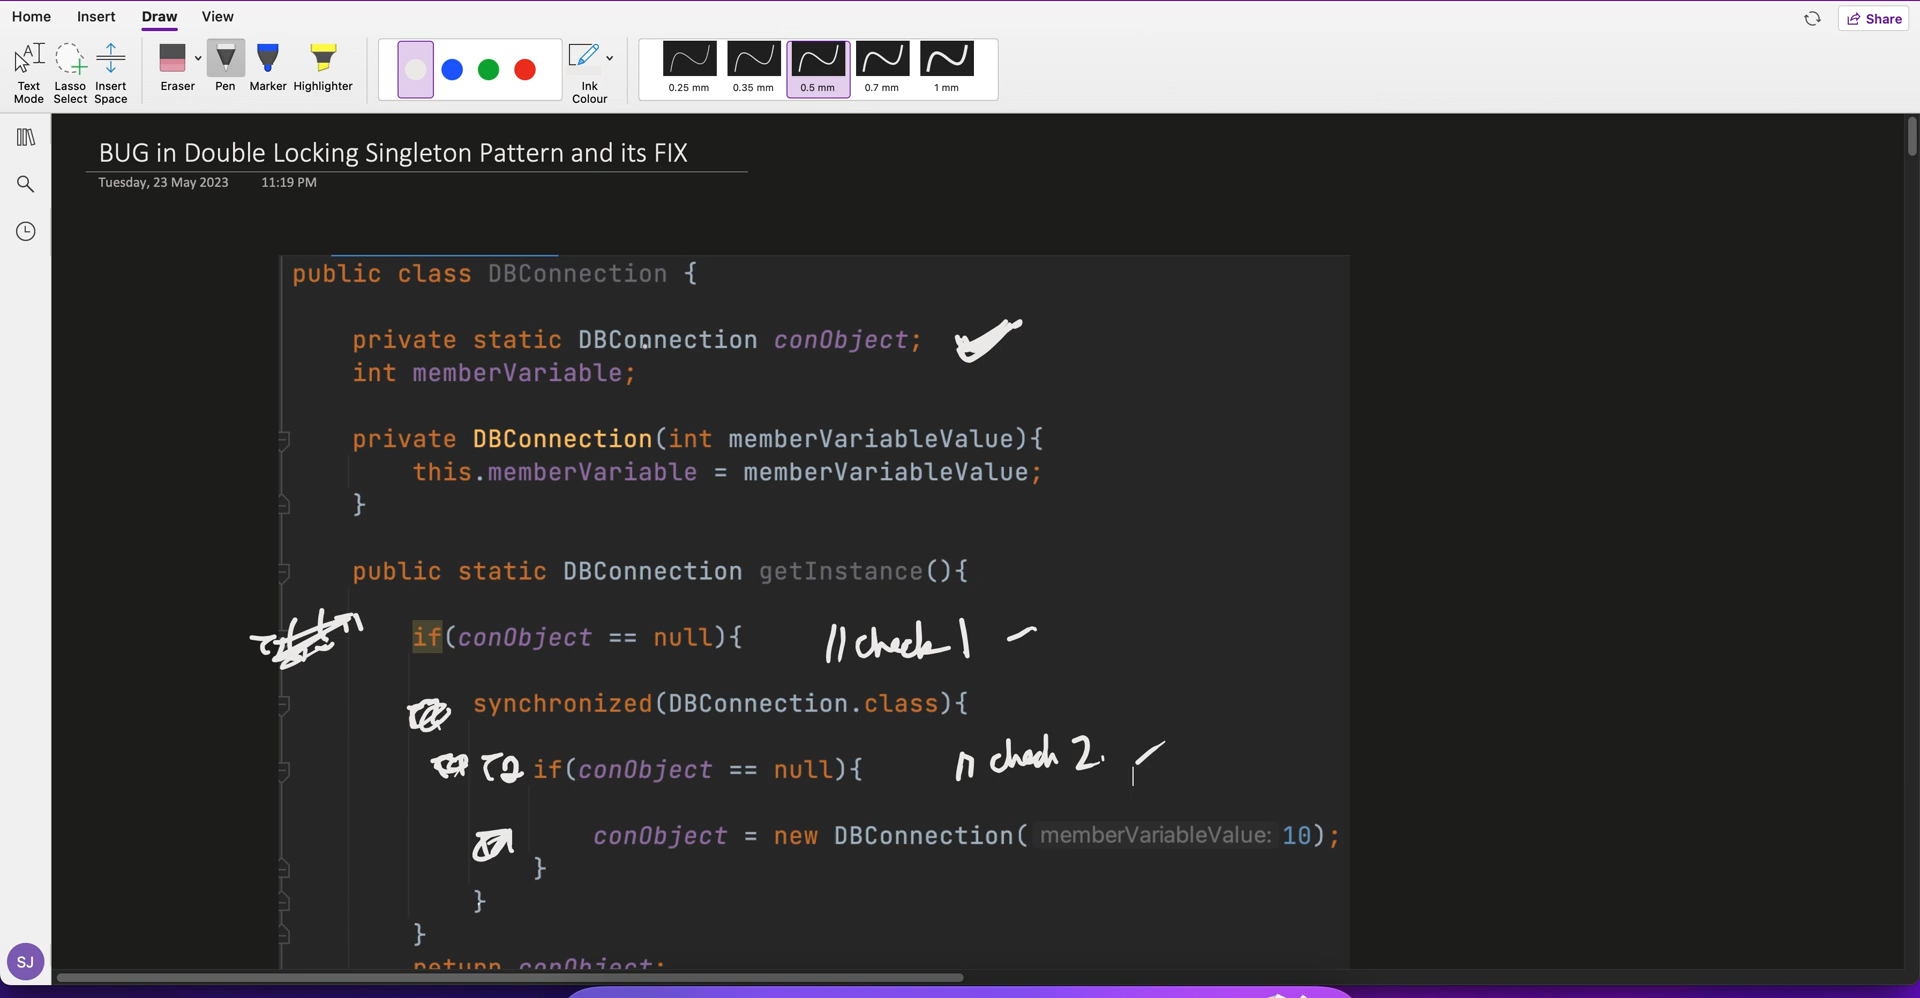 Home Insert Draw View
Share
Text Mode
Lasso Select
Insert Space
Eraser
Pen
Marker
Highlighter
Ink Colour
0.25 mm
0.35 mm
0.5 mm
0.7 mm
1 mm
BUG in Double Locking Singleton Pattern and its FIX
Tuesday, 23 May 2023 11:19 PM
public class DBConnection {
private static DBConnection conObject;
int memberVariable;
private DBConnection(int memberVariableValue){
this.memberVariable = memberVariableValue;
}
public static DBConnection getInstance(){
if(conObject == null){ // check 1
synchronized(DBConnection.class){
T2 if(conObject == null){ // check 2.
conObject = new DBConnection( memberVariableValue: 10);
}
}
}
return conObject;
SJ